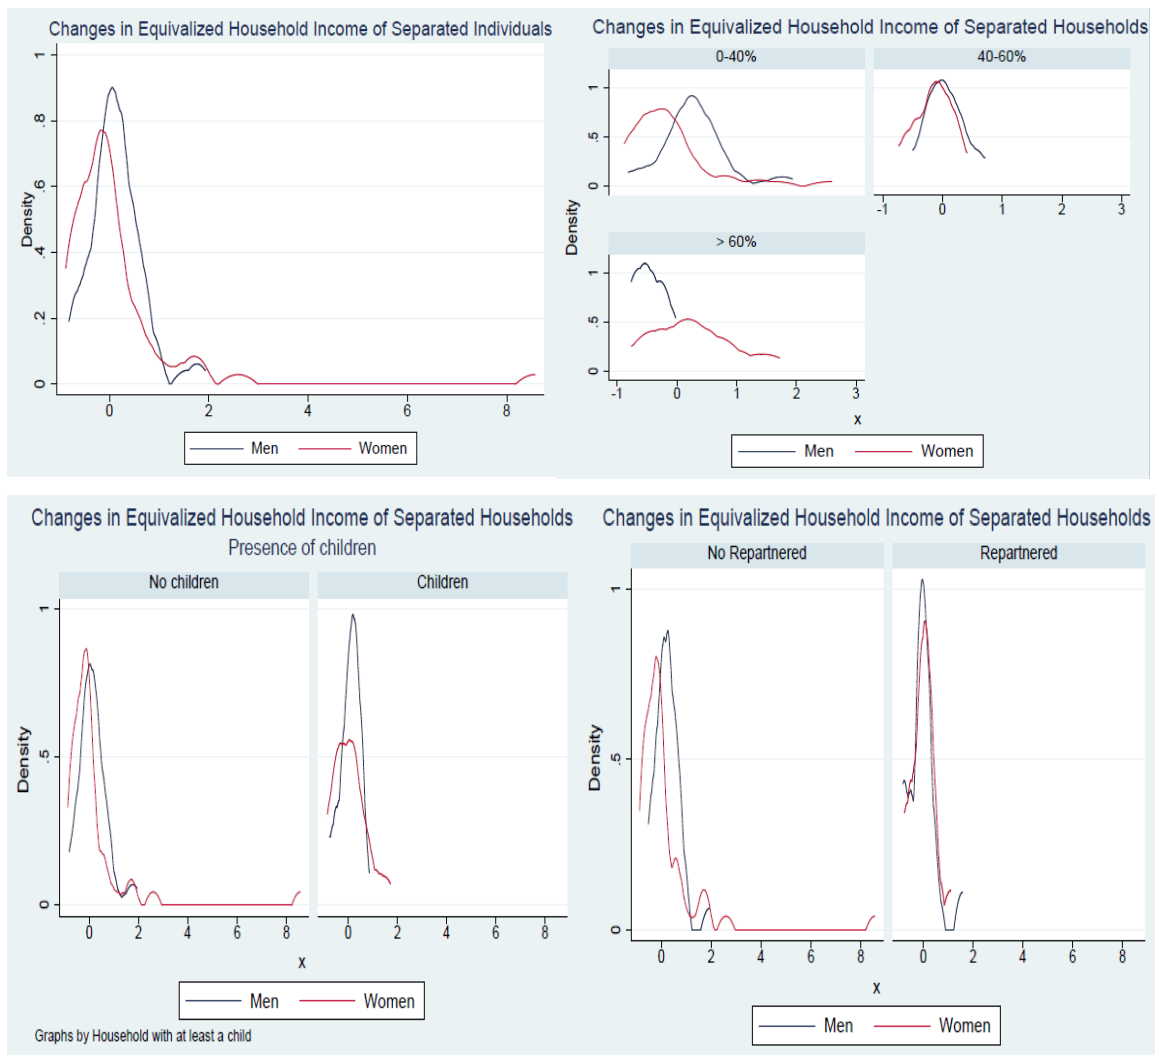 Changes in Equivalized Household Income of Separated Individuals
Density
1
.8
.6
.4
.2
0
0 2 4 6 8
Men Women
Changes in Equivalized Household Income of Separated Households
0-40% 40-60%
1
.5
0
-1 0 1 2 3
> 60%
Density
1
.5
0
-1 0 1 2 3
x
Men Women
Changes in Equivalized Household Income of Separated Households
Presence of children
No children Children
Density
1
.5
0
0 2 4 6 8 0 2 4 6 8
x
Men Women
Graphs by Household with at least a child
Changes in Equivalized Household Income of Separated Households
No Repartnered Repartnered
Density
1
.5
0
0 2 4 6 8 0 2 4 6 8
x
Men Women